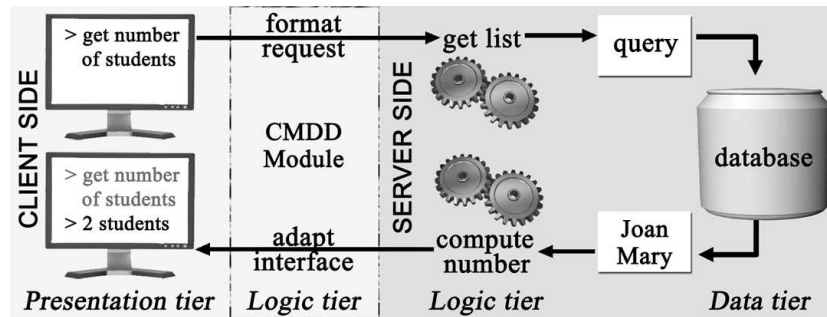 CLIENT SIDE
> get number
of students
format
request
SERVER SIDE
get list
query
database
CMDD
Module
> get number
of students
> 2 students
adapt
interface
compute
number
Joan
Mary
Presentation tier
Logic tier
Logic tier
Data tier